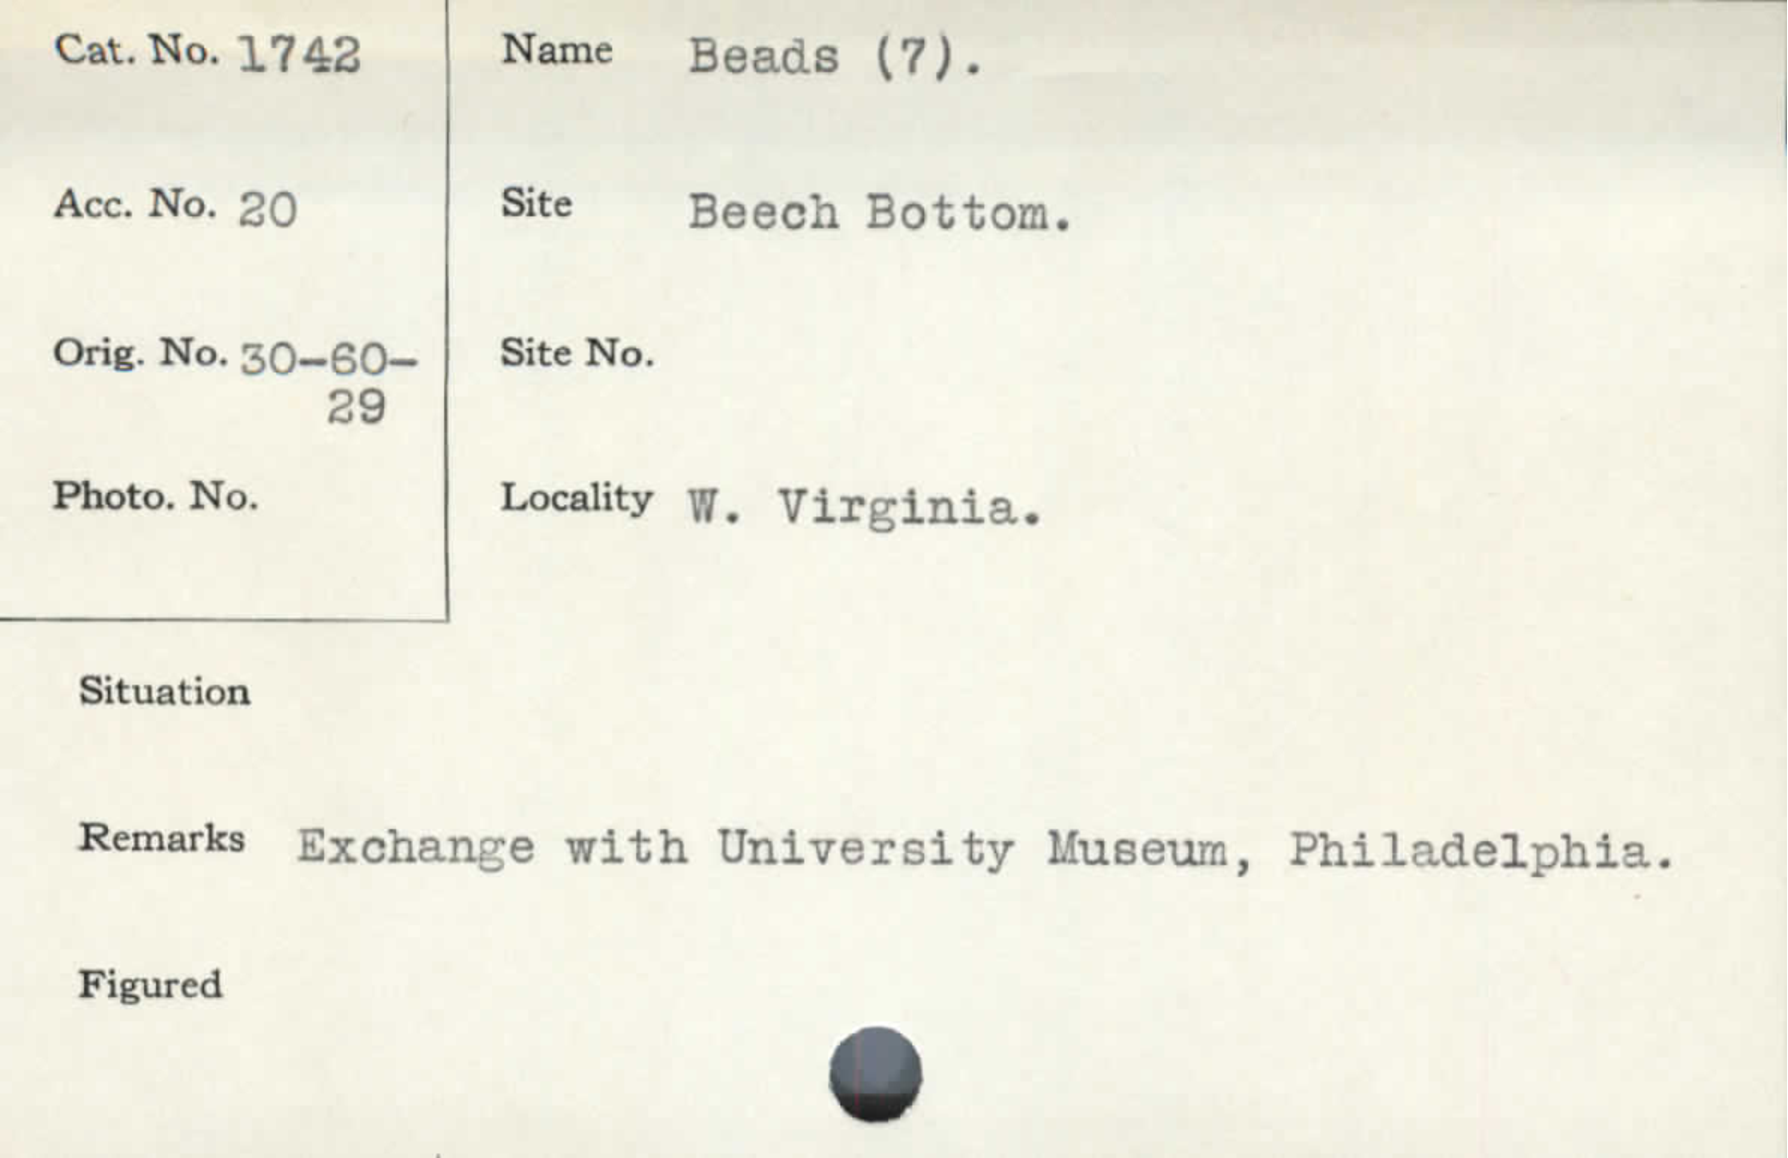 Cat. No. 1742
Name Beads (7).
Acc. No. 20
Site Beech Bottom.
Orig. No. 30-60-
29
Site No.
Photo. No.
Locality W. Virginia.
Situation
Remarks Exchange with University Museum, Philadelphia.
Figured